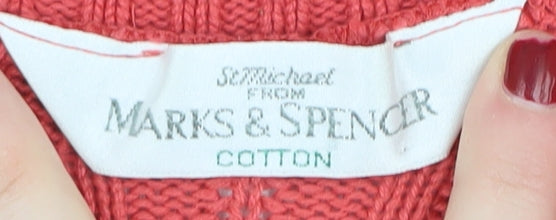 St Michael
FROM
MARKS & SPENCER
COTTON